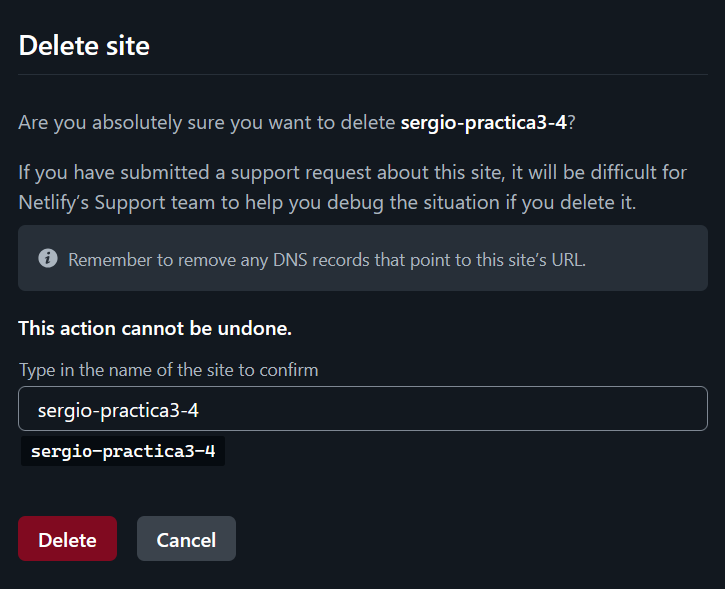 Delete site
Are you absolutely sure you want to delete sergio-practica3-4?
If you have submitted a support request about this site, it will be difficult for
Netlify’s Support team to help you debug the situation if you delete it.
Remember to remove any DNS records that point to this site’s URL.
This action cannot be undone.
Type in the name of the site to confirm
sergio-practica3-4
sergio-practica3-4
Delete Cancel